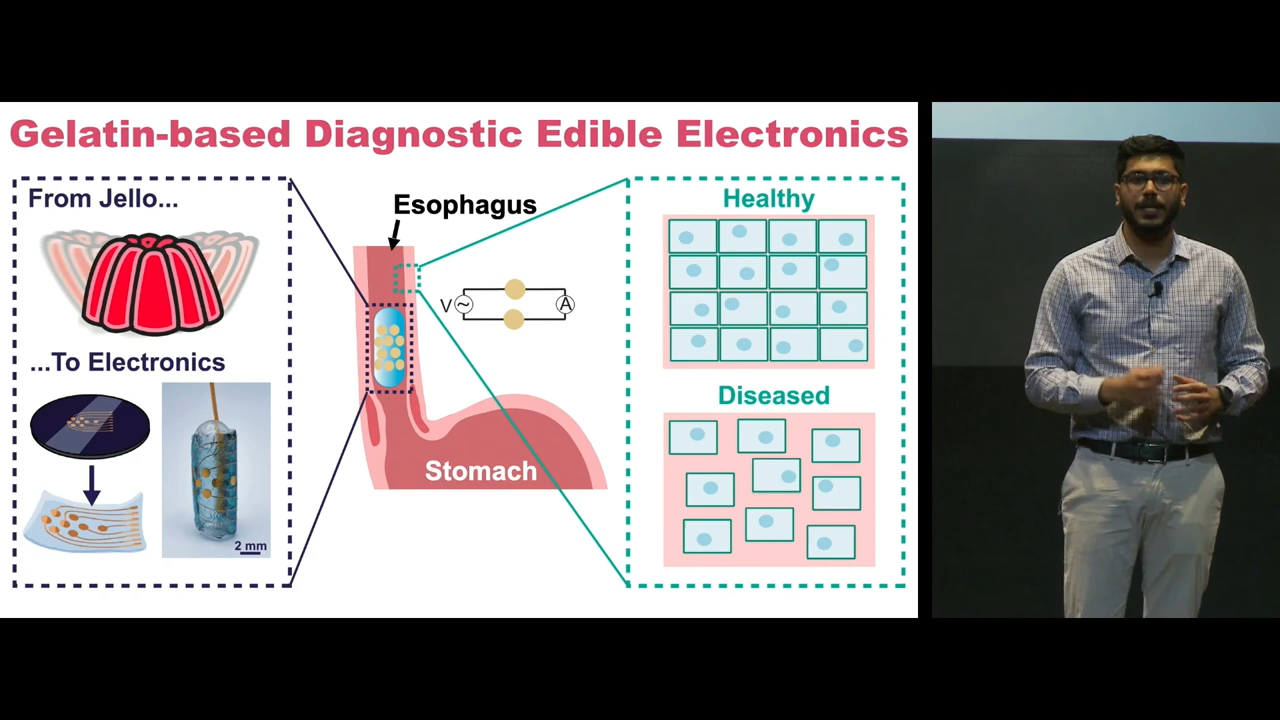 Gelatin-based Diagnostic Edible Electronics
From Jello...
...To Electronics
2 mm
Esophagus
V
A
Stomach
Healthy
Diseased